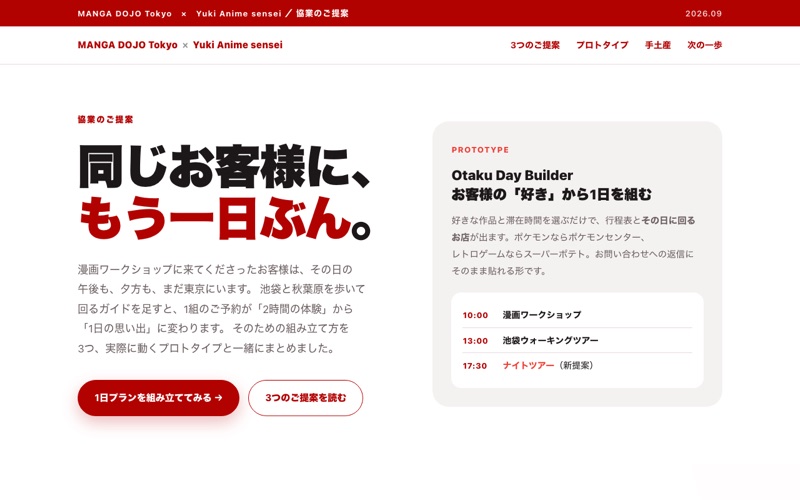 MANGA DOJO Tokyo × Yuki Anime sensei ／ 協業のご提案
2026.09
MANGA DOJO Tokyo × Yuki Anime sensei
3つのご提案
プロトタイプ
手土産
次の一歩
協業のご提案
同じお客様に、
もう一日ぶん。
漫画ワークショップに来てくださったお客様は、その日の
午後も、夕方も、まだ東京にいます。 池袋と秋葉原を歩いて
回るガイドを足すと、1組のご予約が「2時間の体験」から
「1日の思い出」に変わります。 そのための組み立て方を
3つ、実際に動くプロトタイプと一緒にまとめました。
1日プランを組み立ててみる →
3つのご提案を読む
PROTOTYPE
Otaku Day Builder
お客様の「好き」から1日を組む
好きな作品と滞在時間を選ぶだけで、行程表とその日に回る
お店が出ます。ポケモンならポケモンセンター、
レトロゲームならスーパーポテト。お問い合わせへの返信に
そのまま貼れる形です。
10:00 漫画ワークショップ
13:00 池袋ウォーキングツアー
17:30 ナイトツアー（新提案）